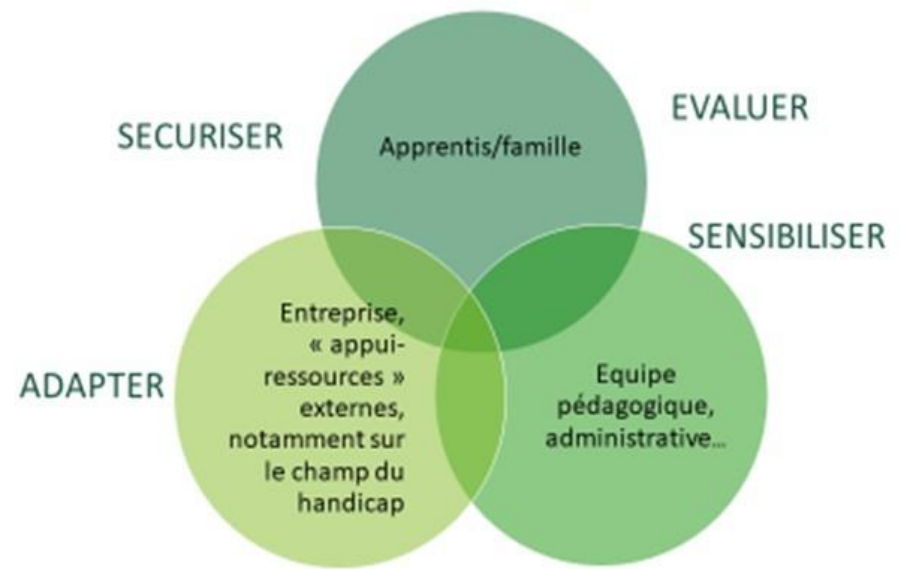 EVALUER
SECURISER
Apprentis/famille
SENSIBILISER
Entreprise,
« appui-
ressources »
externes,
notamment sur
le champ du
handicap
ADAPTER
Equipe
pédagogique,
administrative...